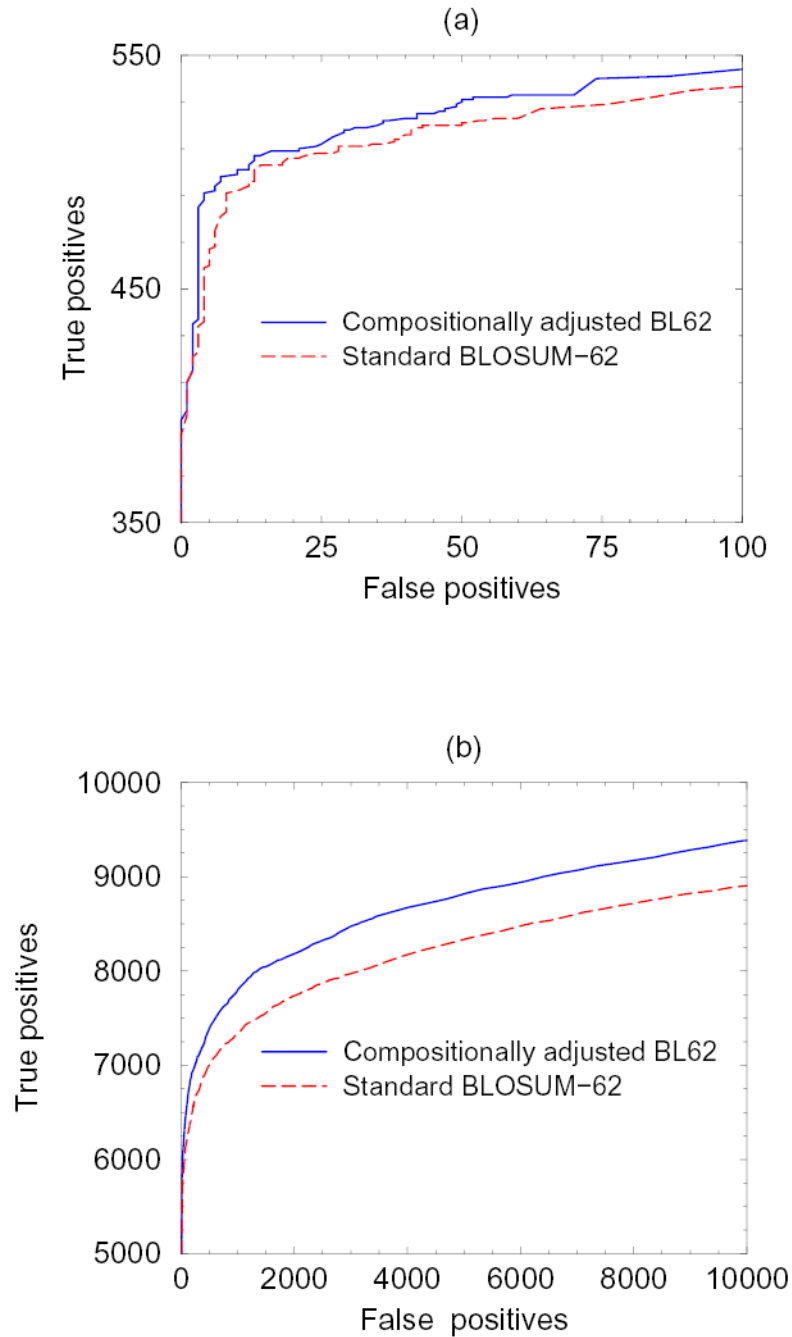 (a)
550
450
350
True positives
Compositionally adjusted BL62
Standard BLOSUM−62
0 25 50 75 100
False positives
(b)
10000
9000
8000
7000
6000
5000
True positives
Compositionally adjusted BL62
Standard BLOSUM−62
0 2000 4000 6000 8000 10000
False positives